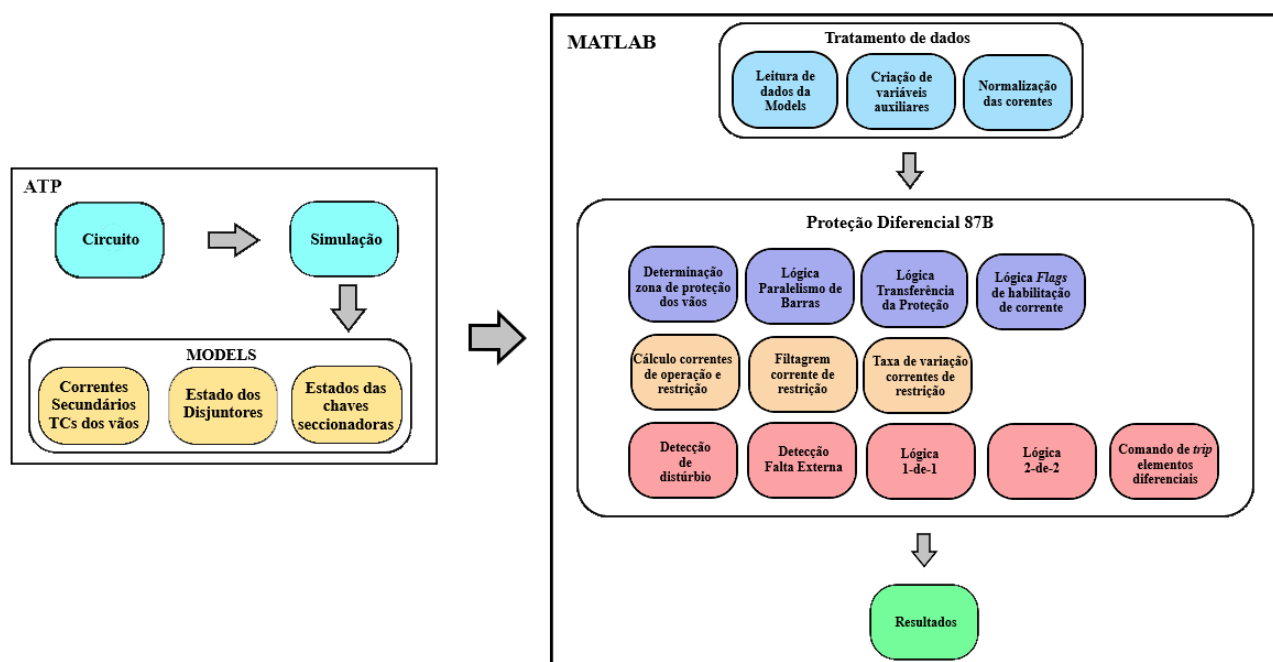 ATP
Circuito
Simulação
MODELS
Correntes
Secundários
TCs dos vãos
Estado dos
Disjuntores
Estados das
chaves
seccionadoras
MATLAB
Tratamento de dados
Leitura de
dados da
Models
Criação de
variáveis
auxiliares
Normalização
das corentes
Proteção Diferencial 87B
Determinação
zona de proteção
dos vãos
Lógica
Paralelismo de
Barras
Lógica
Transferência
da Proteção
Lógica Flags
de habilitação
de corrente
Cálculo correntes
de operação e
restrição
Filtagrem
corrente de
restrição
Taxa de variação
correntes de
restrição
Detecção
de
distúrbio
Detecção
Falta Externa
Lógica
1-de-1
Lógica
2-de-2
Comando de trip
elementos
diferenciais
Resultados